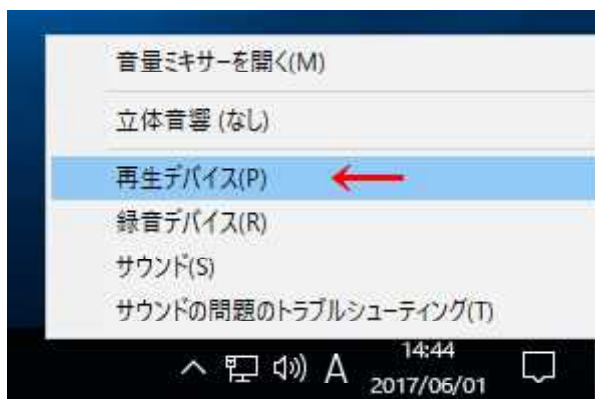 音量ミキサーを開く(M)
立体音響 (なし)
再生デバイス(P)
録音デバイス(R)
サウンド(S)
サウンドの問題のトラブルシューティング(T)
A
14:44
2017/06/01